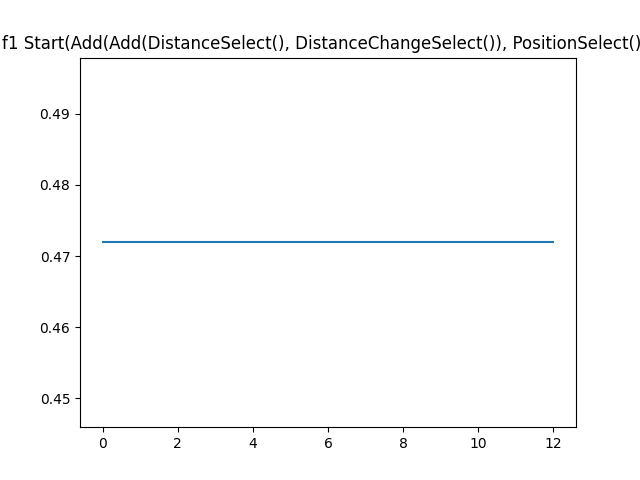 f1 Start(Add(Add(DistanceSelect(), DistanceChangeSelect()), PositionSelect()
0.49
0.48
0.47
0.46
0.45
0 2 4 6 8 10 12